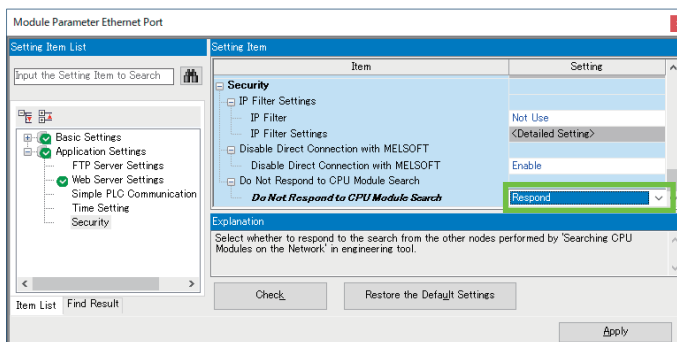 Module Parameter Ethernet Port
Setting Item List
Input the Setting Item to Search
Basic Settings
Application Settings
FTP Server Settings
Web Server Settings
Simple PLC Communication
Time Setting
Security
Item List Find Result
Setting Item
Item Setting
Security
IP Filter Settings
IP Filter Not Use
IP Filter Settings <Detailed Setting>
Disable Direct Connection with MELSOFT
Disable Direct Connection with MELSOFT Enable
Do Not Respond to CPU Module Search
Do Not Respond to CPU Module Search Respond
Explanation
Select whether to respond to the search from the other nodes performed by 'Searching CPU
Modules on the Network' in engineering tool.
Check Restore the Default Settings
Apply